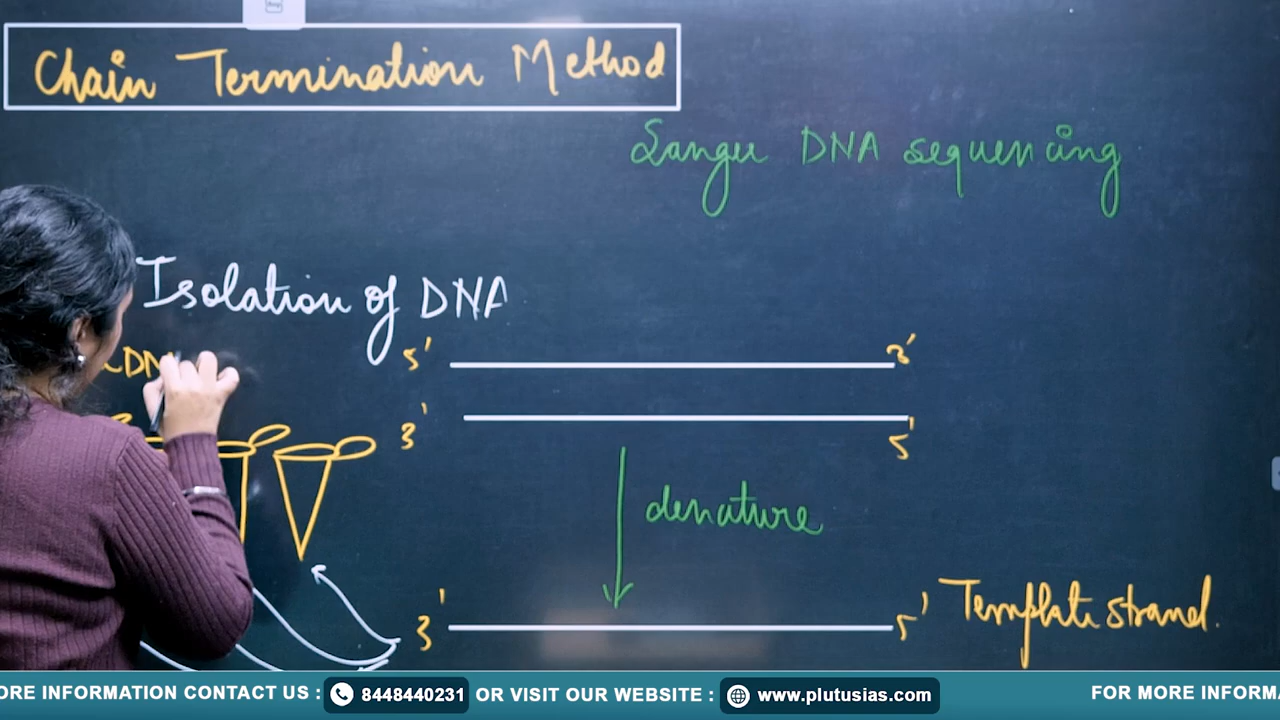 Chain Termination Method
Sanger DNA sequencing
Isolation of DNA
5' 3'
3' 5'
denature
3' 5' Template strand.
ORE INFORMATION CONTACT US : 8448440231 OR VISIT OUR WEBSITE : www.plutusias.com FOR MORE INFORMA